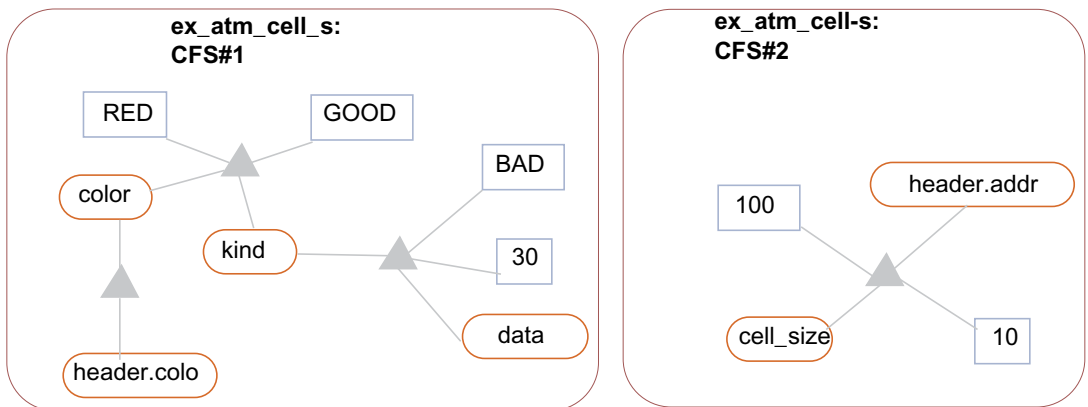 ex_atm_cell_s:
CFS#1
RED
GOOD
BAD
color
kind
30
data
header.colo
ex_atm_cell-s:
CFS#2
header.addr
100
cell_size
10